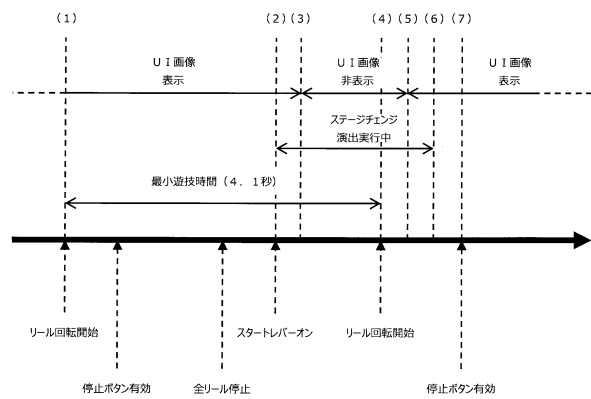 (1) (2) (3) (4) (5) (6) (7)
UI画像
表示
UI画像
非表示
UI画像
表示
ステージチェンジ
演出実行中
最小遊技時間(4.1秒)
リール回転開始
スタートレバーオン
リール回転開始
停止ボタン有効
全リール停止
停止ボタン有効